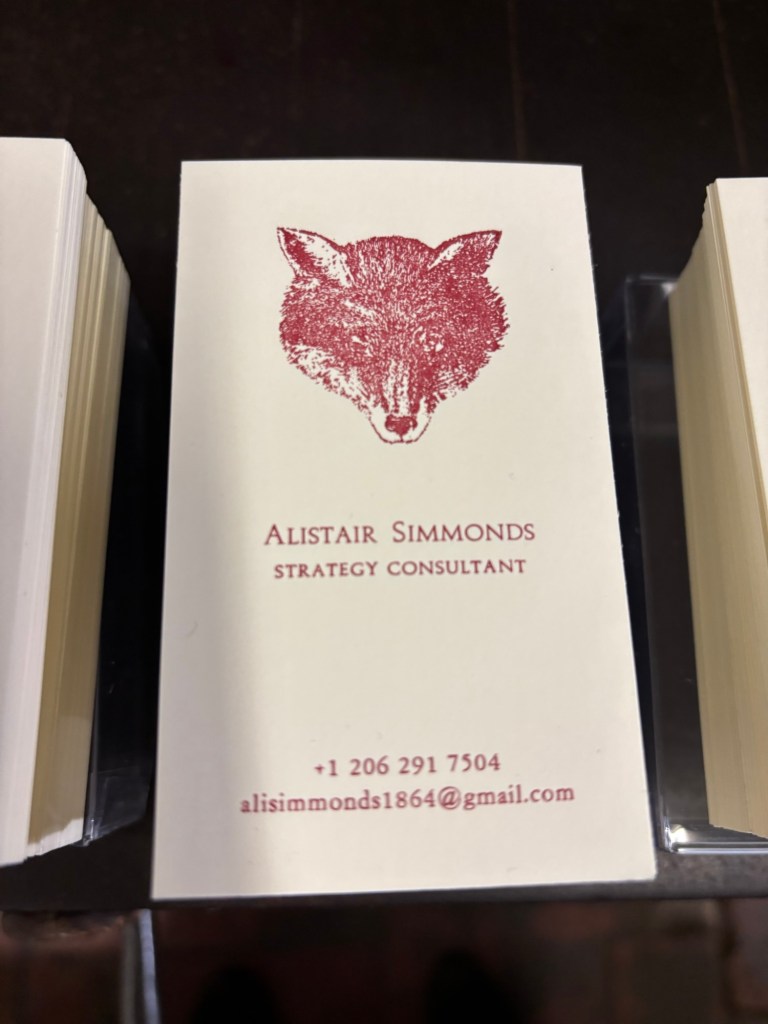 ALISTAIR SIMMONDS
STRATEGY CONSULTANT
+1 206 291 7504
alisimmonds1864@gmail.com